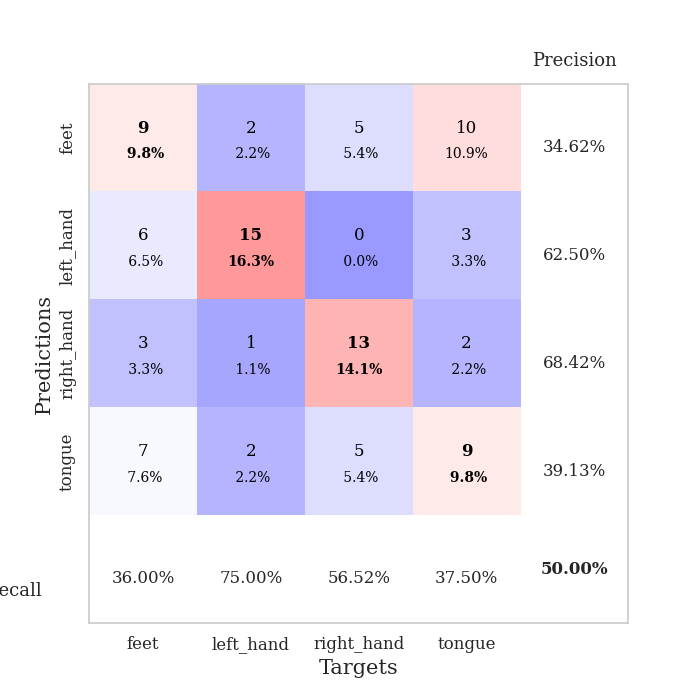 Precision
feet
9 2 5 10
9.8% 2.2% 5.4% 10.9%
34.62%
left_hand
6 15 0 3
6.5% 16.3% 0.0% 3.3%
62.50%
Predictions
right_hand
3 1 13 2
3.3% 1.1% 14.1% 2.2%
68.42%
tongue
7 2 5 9
7.6% 2.2% 5.4% 9.8%
39.13%
ecall
36.00% 75.00% 56.52% 37.50% 50.00%
feet left_hand right_hand tongue
Targets